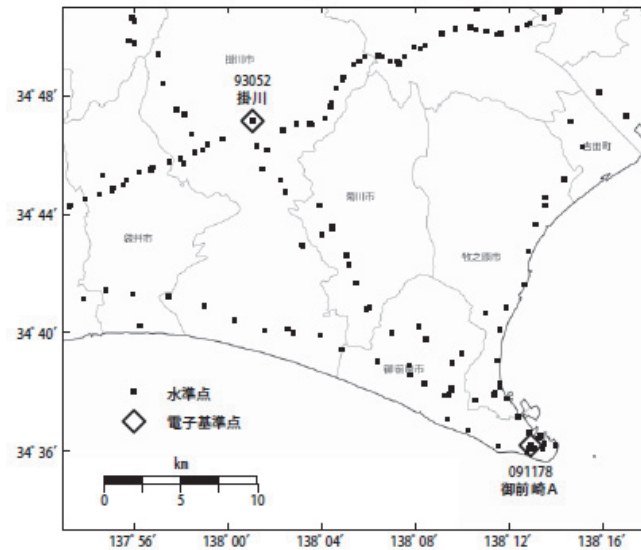 34° 48′
34° 44′
34° 40′
34° 36′
掛川市
93052
掛川
吉田町
菊川市
袋井市
牧之原市
御前崎市
水準点
電子基準点
km
0 5 10
091178
御前崎A
137° 56′ 138° 00′ 138° 04′ 138° 08′ 138° 12′ 138° 16′